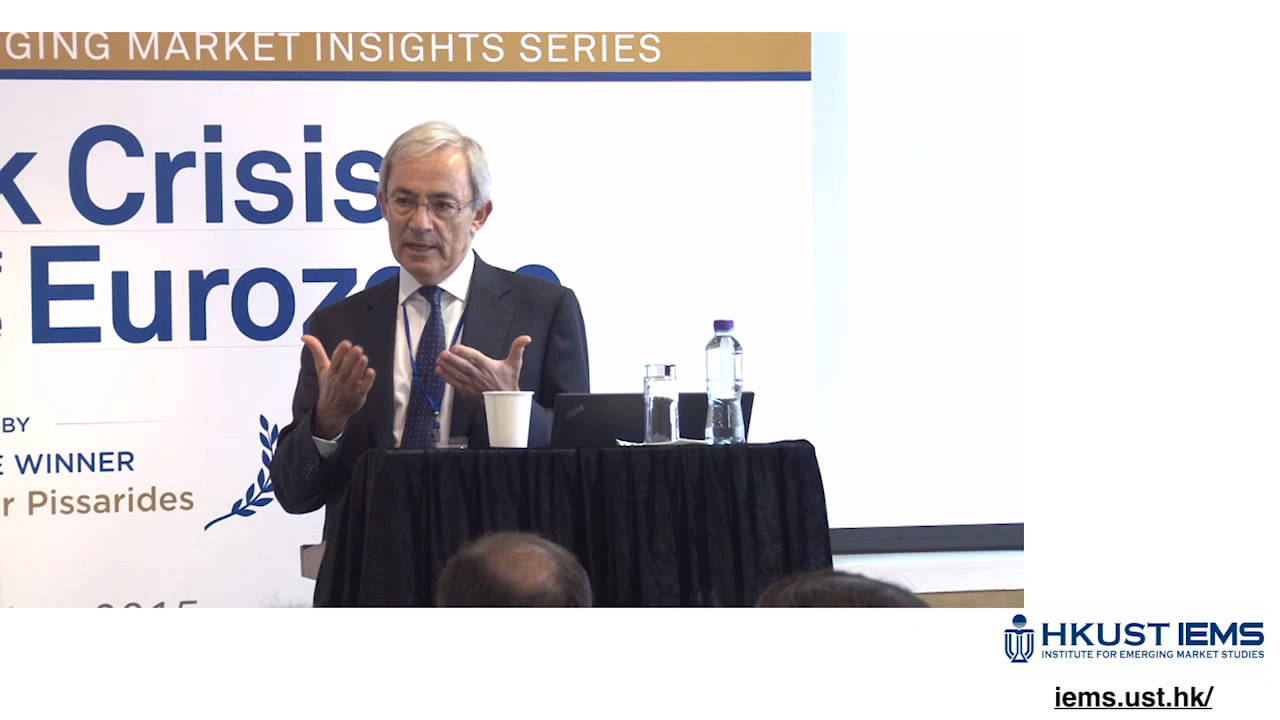 GING MARKET INSIGHTS SERIES
k Crisis
Euroz
BY
E WINNER
r Pissarides
2015
HKUST IEMS
INSTITUTE FOR EMERGING MARKET STUDIES
iems.ust.hk/